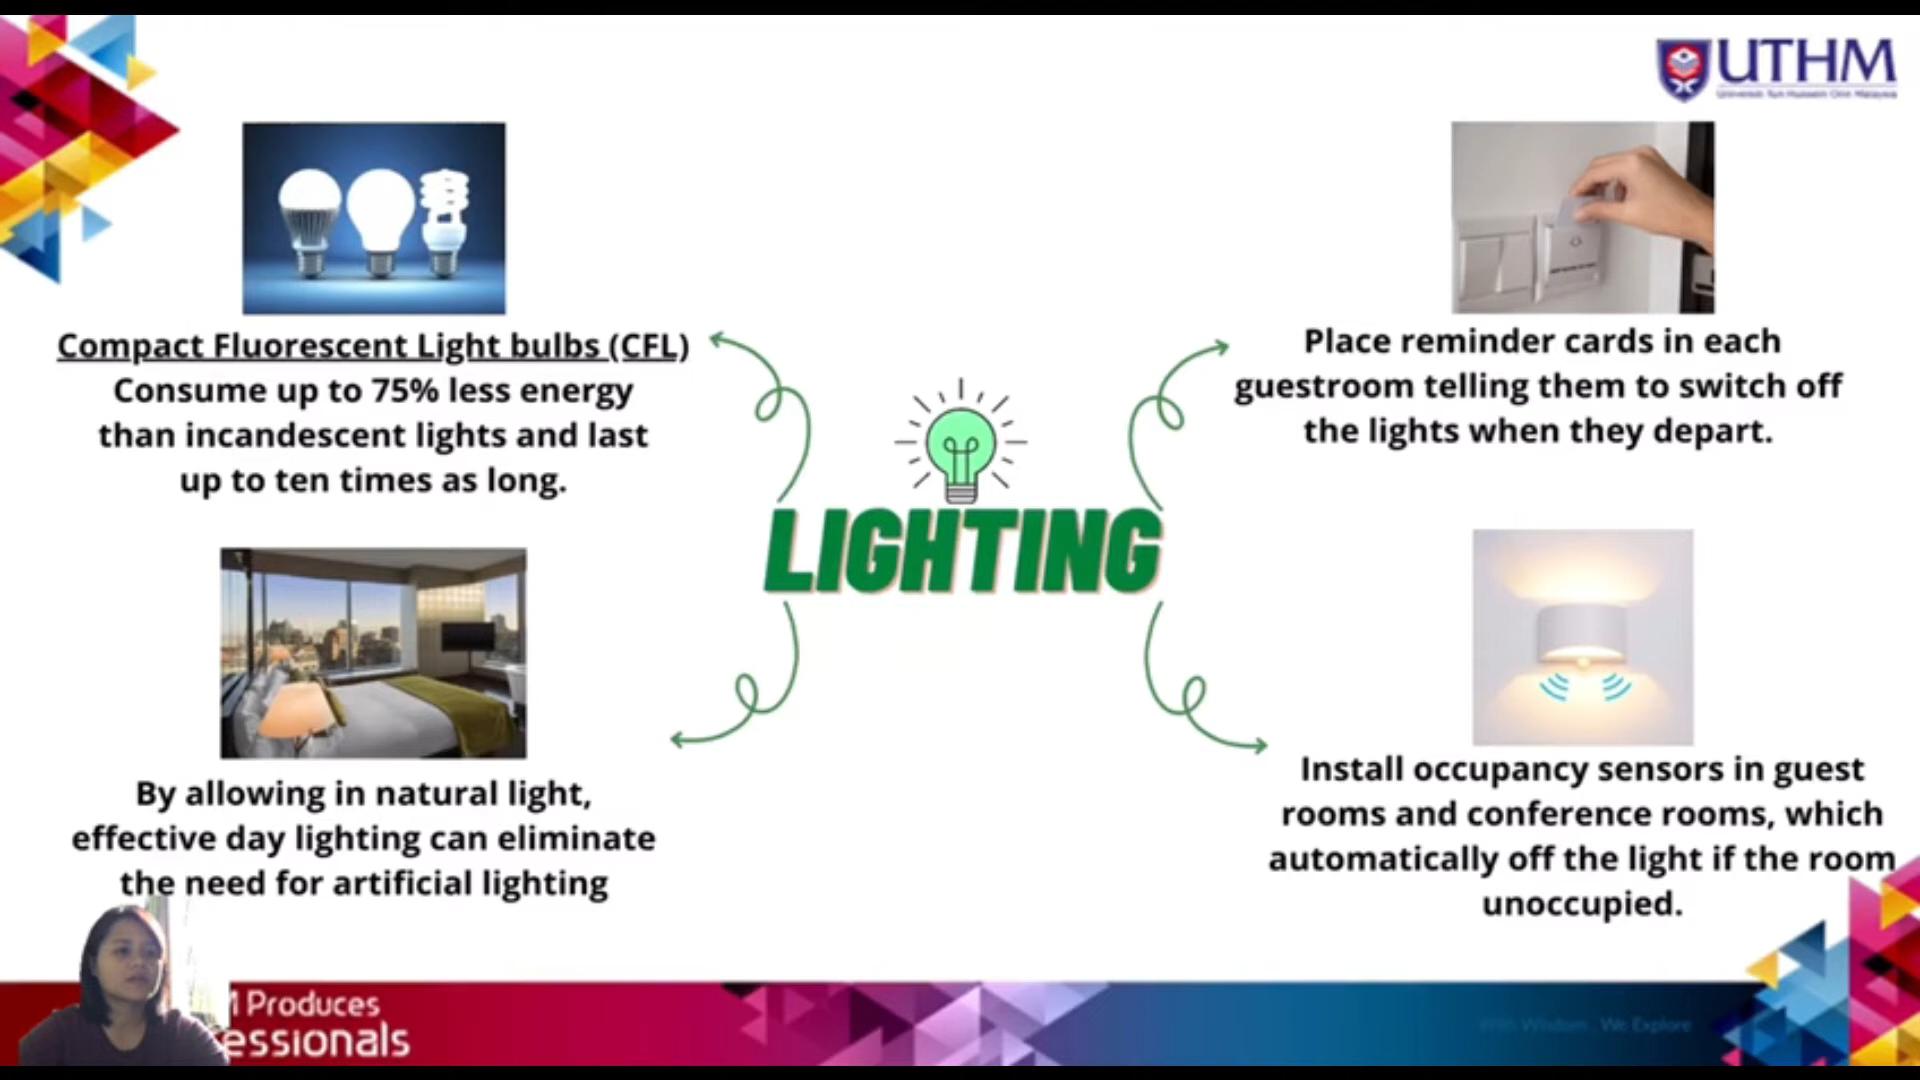 UTHM
Universiti Tun Hussein Onn Malaysia
Compact Fluorescent Light bulbs (CFL)
Consume up to 75% less energy
than incandescent lights and last
up to ten times as long.
Place reminder cards in each
guestroom telling them to switch off
the lights when they depart.
LIGHTING
By allowing in natural light,
effective day lighting can eliminate
the need for artificial lighting
Install occupancy sensors in guest
rooms and conference rooms, which
automatically off the light if the room
unoccupied.
M Produces
essionals
With Wisdom We Explore